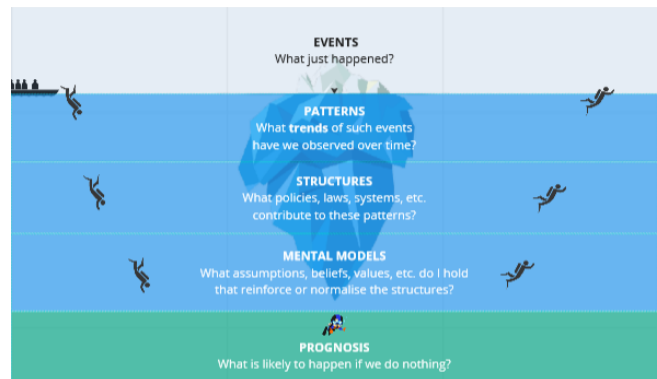 EVENTS
What just happened?
PATTERNS
What trends of such events
have we observed over time?
STRUCTURES
What policies, laws, systems, etc.
contribute to these patterns?
MENTAL MODELS
What assumptions, beliefs, values, etc. do I hold
that reinforce or normalise the structures?
PROGNOSIS
What is likely to happen if we do nothing?